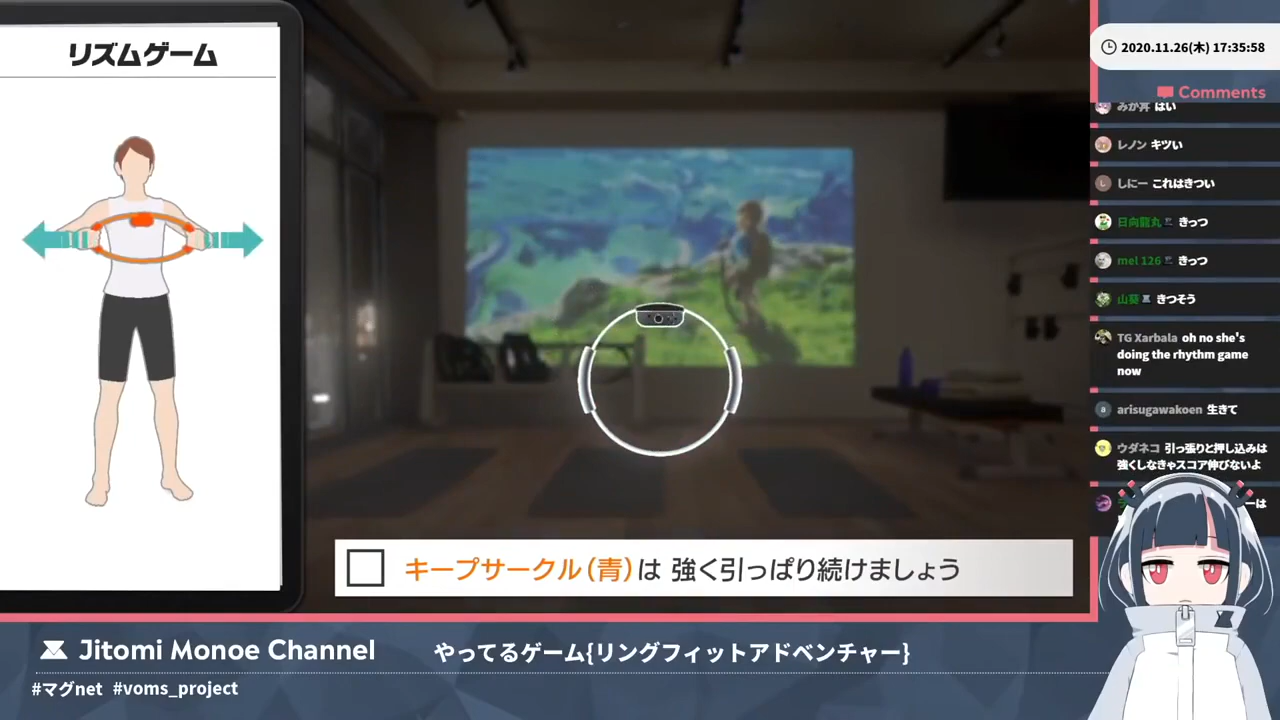 リズムゲーム
2020.11.26(木) 17:35:58
Comments
みか丼 はい
レノン キツい
しにー これはきつい
日向龍丸 きっつ
mel 126 きっつ
山葵 きつそう
TG Xarbala oh no she's
doing the rhythm game
now
arisugawakoen 生きて
ウダネコ 引っ張りと押し込みは
強くしなきゃスコア伸びないよ
ーは
キープサークル(青)は 強く引っぱり続けましょう
Jitomi Monoe Channel
やってるゲーム{リングフィットアドベンチャー}
#マグnet #voms_project